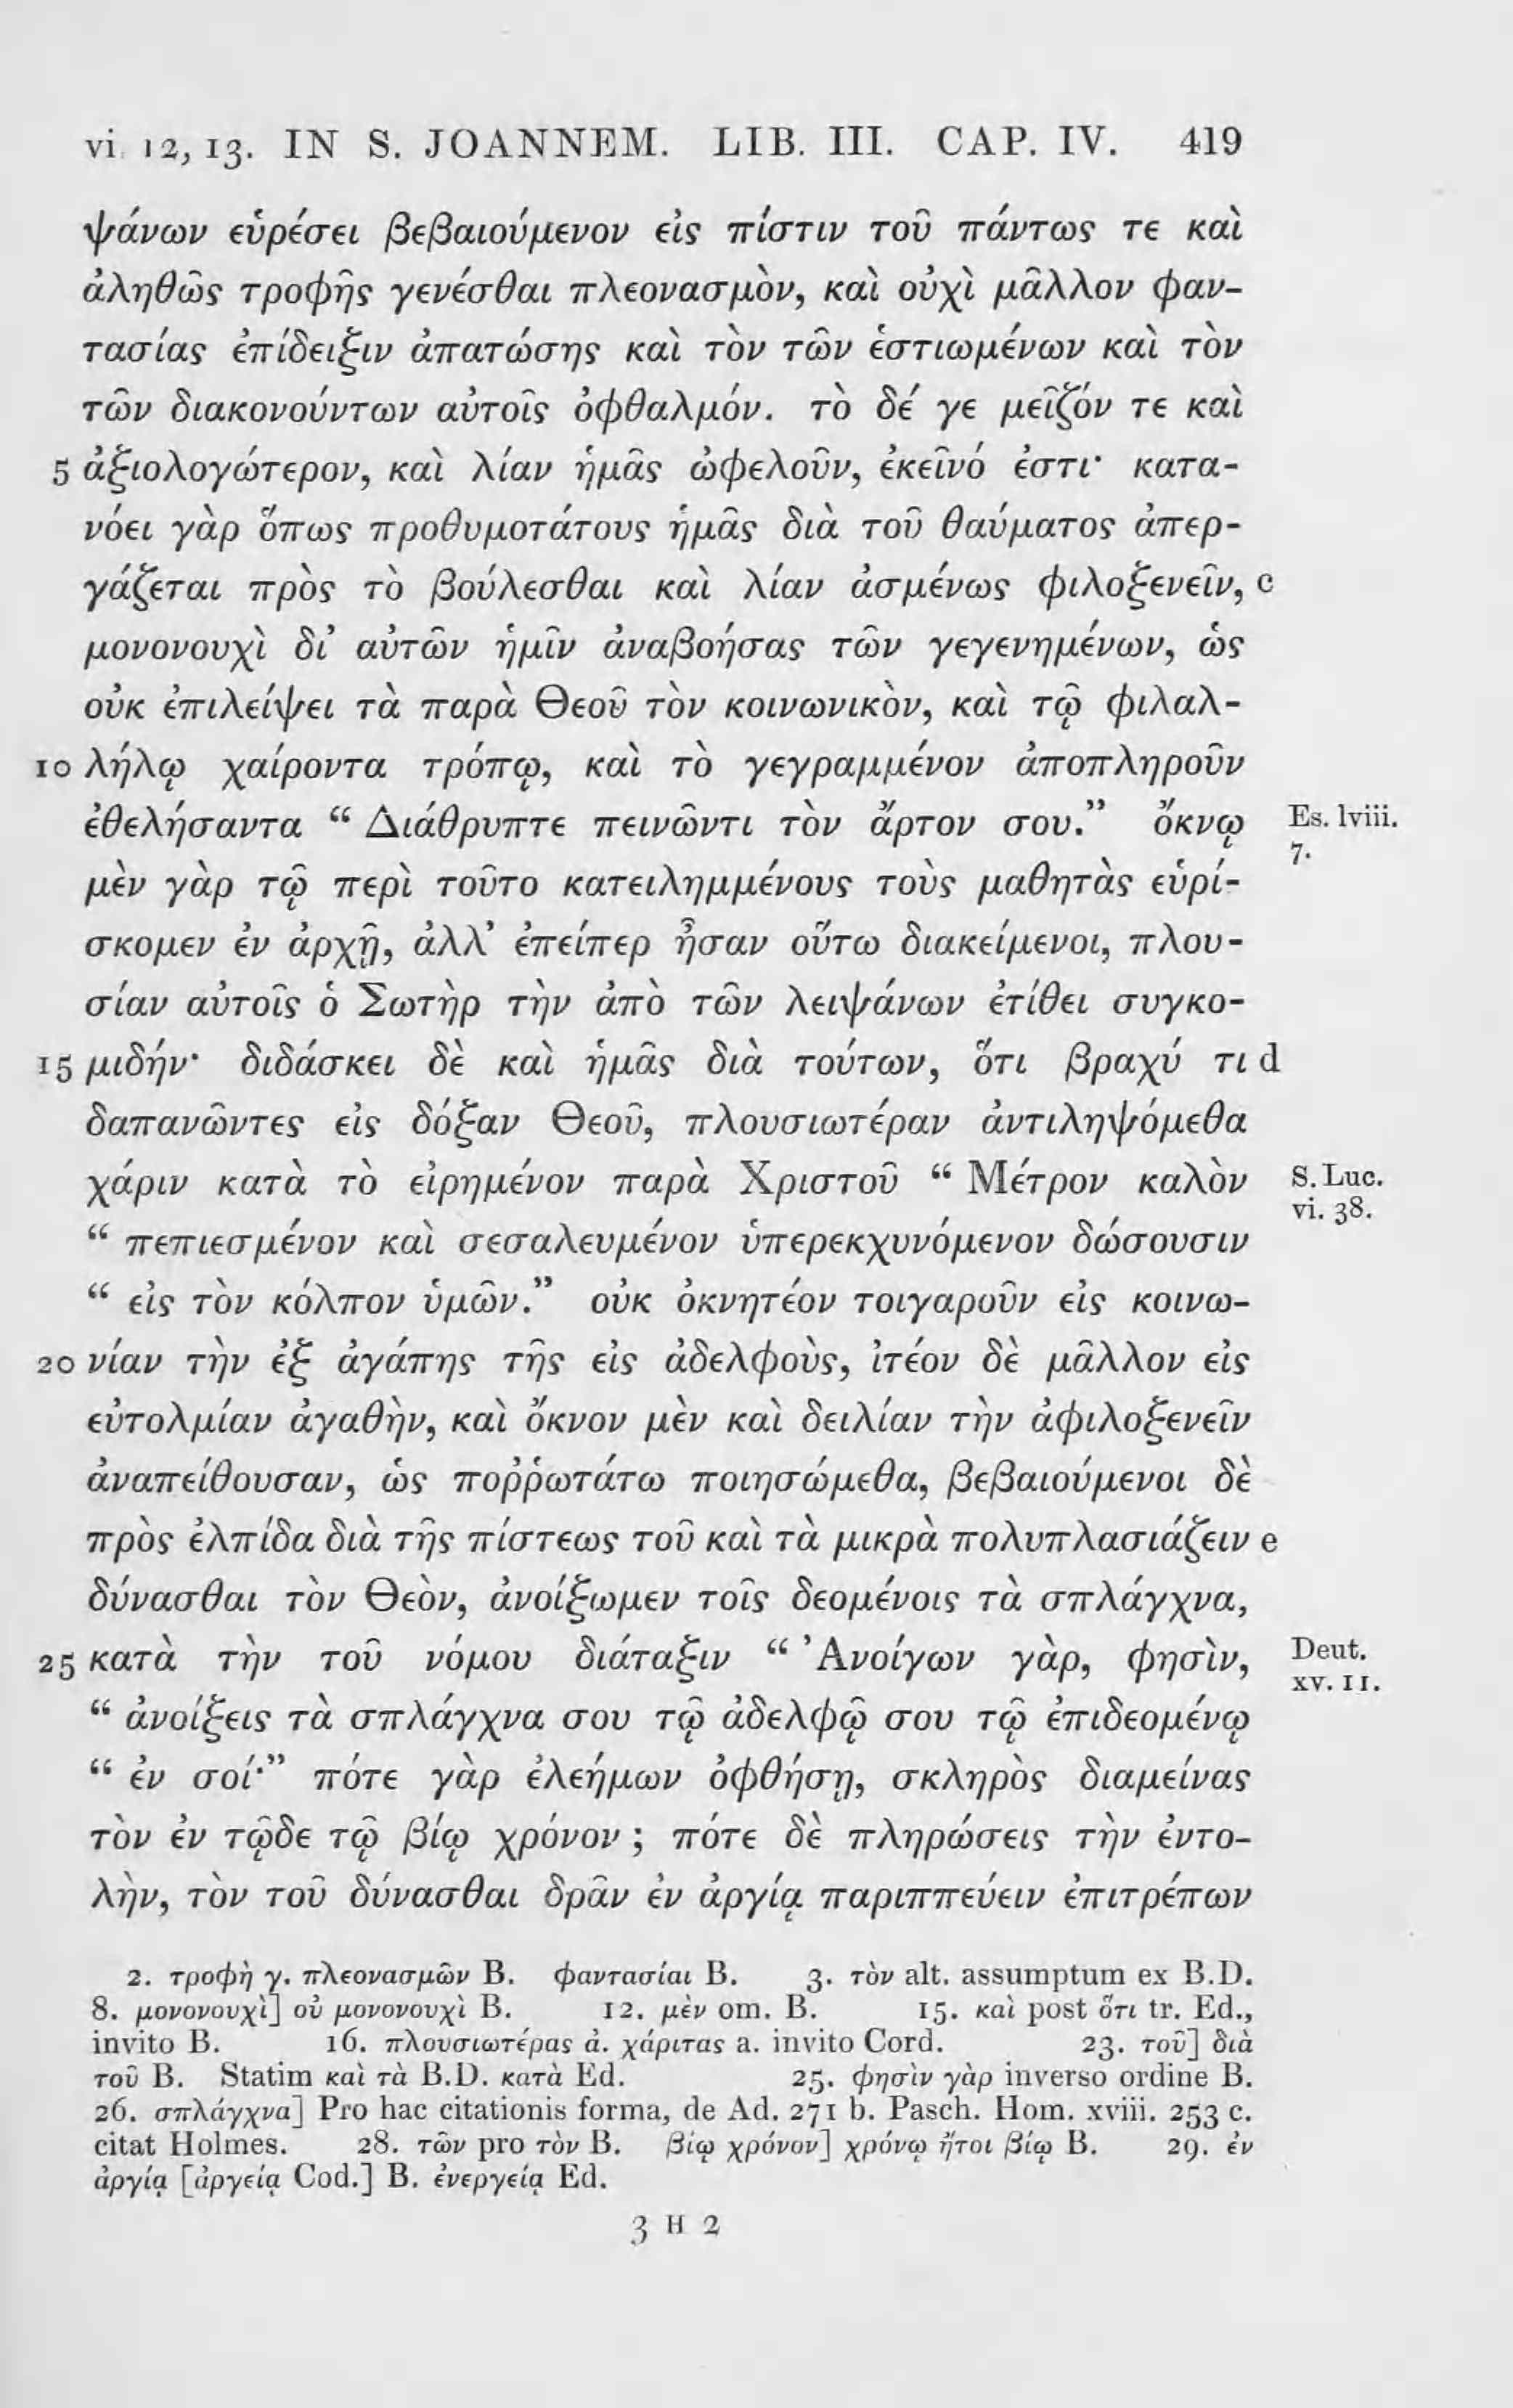 vi 12, 13. IN S. JOANNEM. LIB. III. CAP. IV. 419
ψάνων εὑρέσει βεβαιούμενον εἰς πίστιν τοῦ πάντως τε καὶ
ἀληθῶς τροφῆς γενέσθαι πλεονασμὸν, καὶ οὐχὶ μᾶλλον φαν-
τασίας ἐπίδειξιν ἀπατώσης καὶ τὸν τῶν ἑστιωμένων καὶ τὸν
τῶν διακονούντων αὐτοῖς ὀφθαλμόν. τὸ δέ γε μεῖζόν τε καὶ
5 ἀξιολογώτερον, καὶ λίαν ἡμᾶς ὠφελοῦν, ἐκεῖνό ἐστι· κατα-
νόει γὰρ ὅπως προθυμοτάτους ἡμᾶς διὰ τοῦ θαύματος ἀπερ-
γάζεται πρὸς τὸ βούλεσθαι καὶ λίαν ἀσμένως φιλοξενεῖν, c
μονονουχὶ δι’ αὐτῶν ἡμῖν ἀναβοήσας τῶν γεγενημένων, ὡς
οὐκ ἐπιλείψει τὰ παρὰ Θεοῦ τὸν κοινωνικὸν, καὶ τῷ φιλαλ-
10 λήλῳ χαίροντα τρόπῳ, καὶ τὸ γεγραμμένον ἀποπληροῦν
ἐθελήσαντα “ Διάθρυπτε πεινῶντι τὸν ἄρτον σου.” ὄκνῳ Es. lviii.
7.
μὲν γὰρ τῷ περὶ τοῦτο κατειλημμένους τοὺς μαθητὰς εὑρί-
σκομεν ἐν ἀρχῇ, ἀλλ’ ἐπείπερ ἦσαν οὕτω διακείμενοι, πλου-
σίαν αὐτοῖς ὁ Σωτὴρ τὴν ἀπὸ τῶν λειψάνων ἐτίθει συγκο-
15 μιδήν· διδάσκει δὲ καὶ ἡμᾶς διὰ τούτων, ὅτι βραχύ τι d
δαπανῶντες εἰς δόξαν Θεοῦ, πλουσιωτέραν ἀντιληψόμεθα
χάριν κατὰ τὸ εἰρημένον παρὰ Χριστοῦ “ Μέτρον καλὸν S. Luc.
vi. 38.
“ πεπιεσμένον καὶ σεσαλευμένον ὑπερεκχυνόμενον δώσουσιν
“ εἰς τὸν κόλπον ὑμῶν.” οὐκ ὀκνητέον τοιγαροῦν εἰς κοινω-
20 νίαν τὴν ἐξ ἀγάπης τῆς εἰς ἀδελφοὺς, ἰτέον δὲ μᾶλλον εἰς
εὐτολμίαν ἀγαθὴν, καὶ ὄκνον μὲν καὶ δειλίαν τὴν ἀφιλοξενεῖν
ἀναπείθουσαν, ὡς ποῤῥωτάτω ποιησώμεθα, βεβαιούμενοι δὲ
πρὸς ἐλπίδα διὰ τῆς πίστεως τοῦ καὶ τὰ μικρὰ πολυπλασιάζειν e
δύνασθαι τὸν Θεὸν, ἀνοίξωμεν τοῖς δεομένοις τὰ σπλάγχνα,
25 κατὰ τὴν τοῦ νόμου διάταξιν “ Ἀνοίγων γὰρ, φησὶν, Deut.
xv. 11.
“ ἀνοίξεις τὰ σπλάγχνα σου τῷ ἀδελφῷ σου τῷ ἐπιδεομένῳ
“ ἐν σοί·” πότε γὰρ ἐλεήμων ὀφθήσῃ, σκληρὸς διαμείνας
τὸν ἐν τῷδε τῷ βίῳ χρόνον ; πότε δὲ πληρώσεις τὴν ἐντο-
λὴν, τὸν τοῦ δύνασθαι δρᾶν ἐν ἀργίᾳ παριππεύειν ἐπιτρέπων
2. τροφὴ γ. πλεονασμῶν B. φαντασίαι B. 3. τὸν alt. assumptum ex B.D.
8. μονονουχὶ] οὐ μονονουχὶ B. 12. μὲν om. B. 15. καὶ post ὅτι tr. Ed.,
invito B. 16. πλουσιωτέρας ἀ. χάριτας a. invito Cord. 23. τοῦ] διὰ
τοῦ B. Statim καὶ τὰ B.D. κατὰ Ed. 25. φησὶν γὰρ inverso ordine B.
26. σπλάγχνα] Pro hac citationis forma, de Ad. 271 b. Pasch. Hom. xviii. 253 c.
citat Holmes. 28. τῶν pro τὸν B. βίῳ χρόνον] χρόνῳ ἤτοι βίῳ B. 29. ἐν
ἀργίᾳ [ἀργείᾳ Cod.] B. ἐνεργείᾳ Ed.
3 H 2